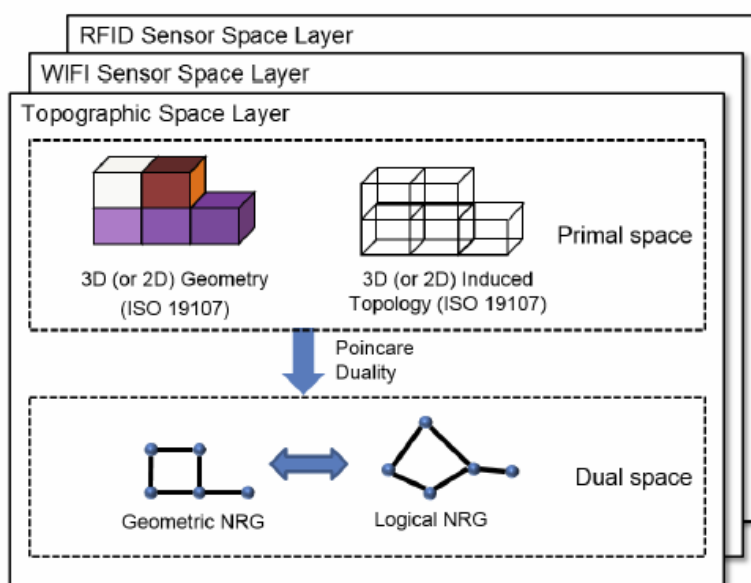 RFID Sensor Space Layer
WIFI Sensor Space Layer
Topographic Space Layer
3D (or 2D) Geometry
(ISO 19107)
3D (or 2D) Induced
Topology (ISO 19107)
Primal space
Poincare
Duality
Geometric NRG
Logical NRG
Dual space